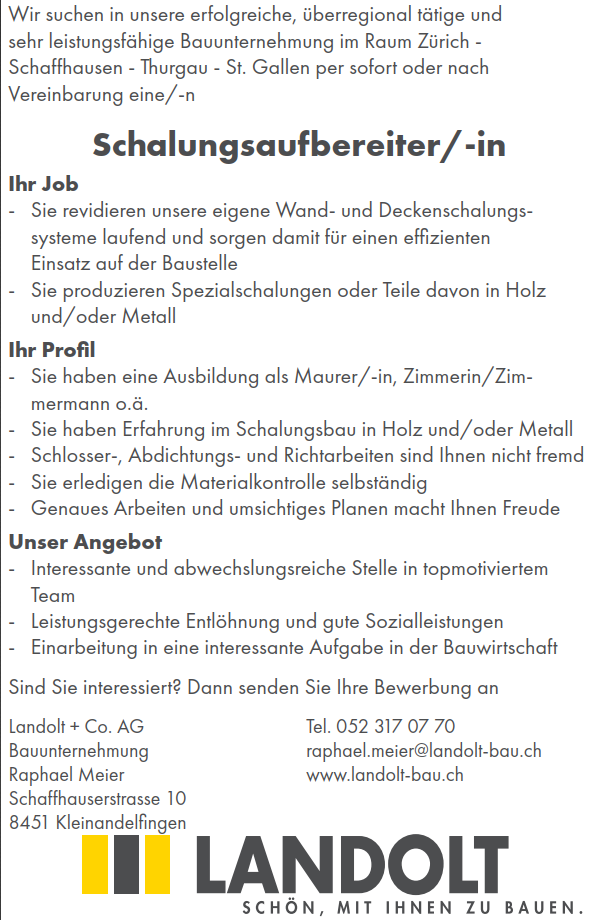 Wir suchen in unsere erfolgreiche, überregional tätige und
sehr leistungsfähige Bauunternehmung im Raum Zürich -
Schaffhausen - Thurgau - St. Gallen per sofort oder nach
Vereinbarung eine/-n
Schalungsaufbereiter/-in
Ihr Job
- Sie revidieren unsere eigene Wand- und Deckenschalungs-
systeme laufend und sorgen damit für einen effizienten
Einsatz auf der Baustelle
- Sie produzieren Spezialschalungen oder Teile davon in Holz
und/oder Metall
Ihr Profil
- Sie haben eine Ausbildung als Maurer/-in, Zimmerin/Zim-
mermann o.ä.
- Sie haben Erfahrung im Schalungsbau in Holz und/oder Metall
- Schlosser-, Abdichtungs- und Richtarbeiten sind Ihnen nicht fremd
- Sie erledigen die Materialkontrolle selbständig
- Genaues Arbeiten und umsichtiges Planen macht Ihnen Freude
Unser Angebot
- Interessante und abwechslungsreiche Stelle in topmotiviertem
Team
- Leistungsgerechte Entlöhnung und gute Sozialleistungen
- Einarbeitung in eine interessante Aufgabe in der Bauwirtschaft
Sind Sie interessiert? Dann senden Sie Ihre Bewerbung an
Landolt + Co. AG
Bauunternehmung
Raphael Meier
Schaffhauserstrasse 10
8451 Kleinandelfingen
Tel. 052 317 07 70
raphael.meier@landolt-bau.ch
www.landolt-bau.ch
LANDOLT
SCHÖN, MIT IHNEN ZU BAUEN.